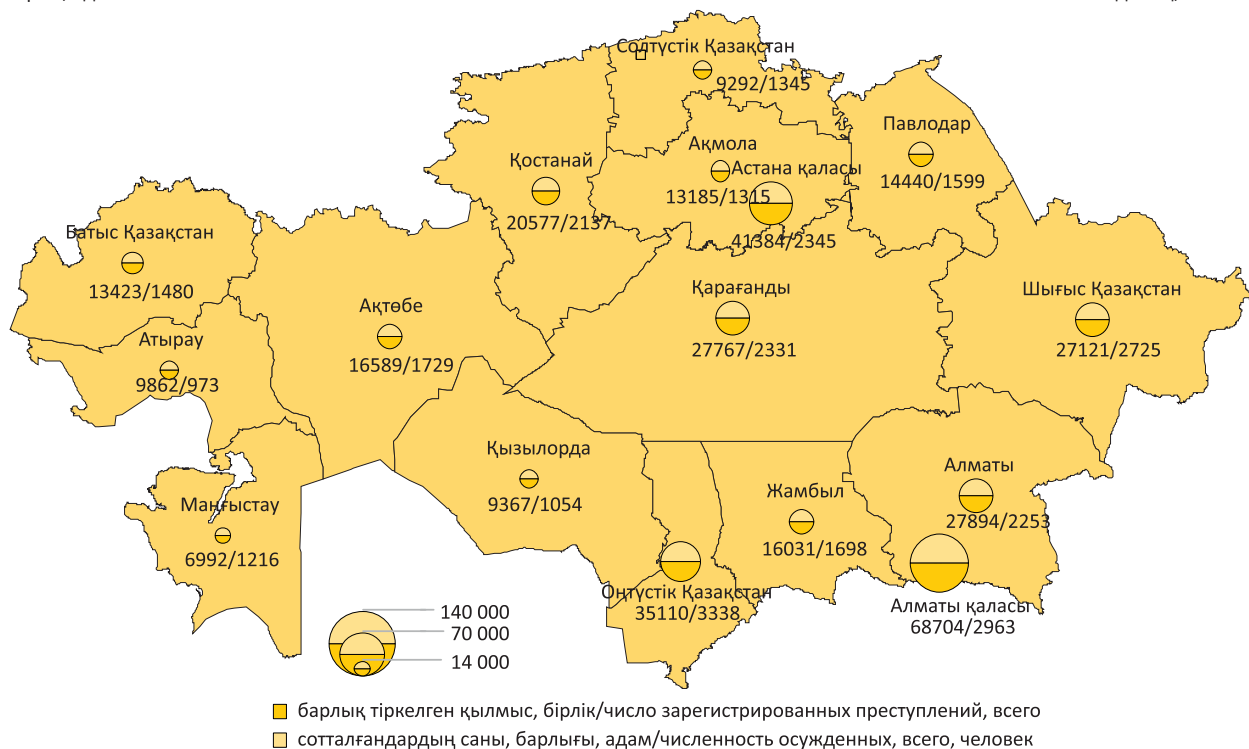 Солтүстік Қазақстан
9292/1345
Павлодар
14440/1599
Ақмола
13185/1315
Астана қаласы
41384/2345
Қостанай
20577/2137
Батыс Қазақстан
13423/1480
Ақтөбе
16589/1729
Қарағанды
27767/2331
Шығыс Қазақстан
27121/2725
Атырау
9862/973
Қызылорда
9367/1054
Маңғыстау
6992/1216
Жамбыл
16031/1698
Алматы
27894/2253
Оңтүстік Қазақстан
35110/3338
Алматы қаласы
68704/2963
140 000
70 000
14 000
барлық тіркелген қылмыс, бірлік/число зарегистрированных преступлений, всего
сотталғандардың саны, барлығы, адам/численность осужденных, всего, человек